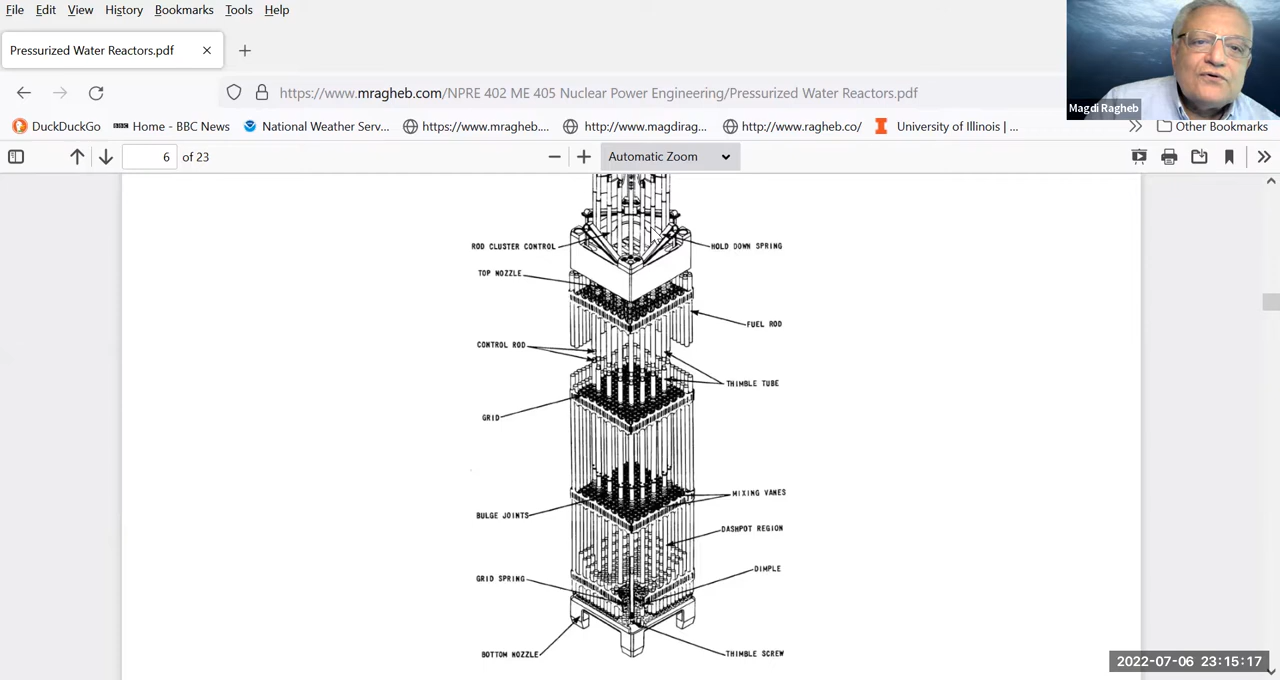 File Edit View History Bookmarks Tools Help
Pressurized Water Reactors.pdf
https://www.mragheb.com/NPRE 402 ME 405 Nuclear Power Engineering/Pressurized Water Reactors.pdf
Magdi Ragheb
DuckDuckGo BBC Home - BBC News National Weather Serv... https://www.mragheb.... http://www.magdirag... http://www.ragheb.co/ I University of Illinois |... Other Bookmarks
6 of 23 Automatic Zoom
ROD CLUSTER CONTROL HOLD DOWN SPRING
TOP NOZZLE
FUEL ROD
CONTROL ROD
THIMBLE TUBE
GRID
MIXING VANES
BULGE JOINTS
DASHPOT REGION
DIMPLE
GRID SPRING
BOTTOM NOZZLE THIMBLE SCREW
2022-07-06 23:15:17